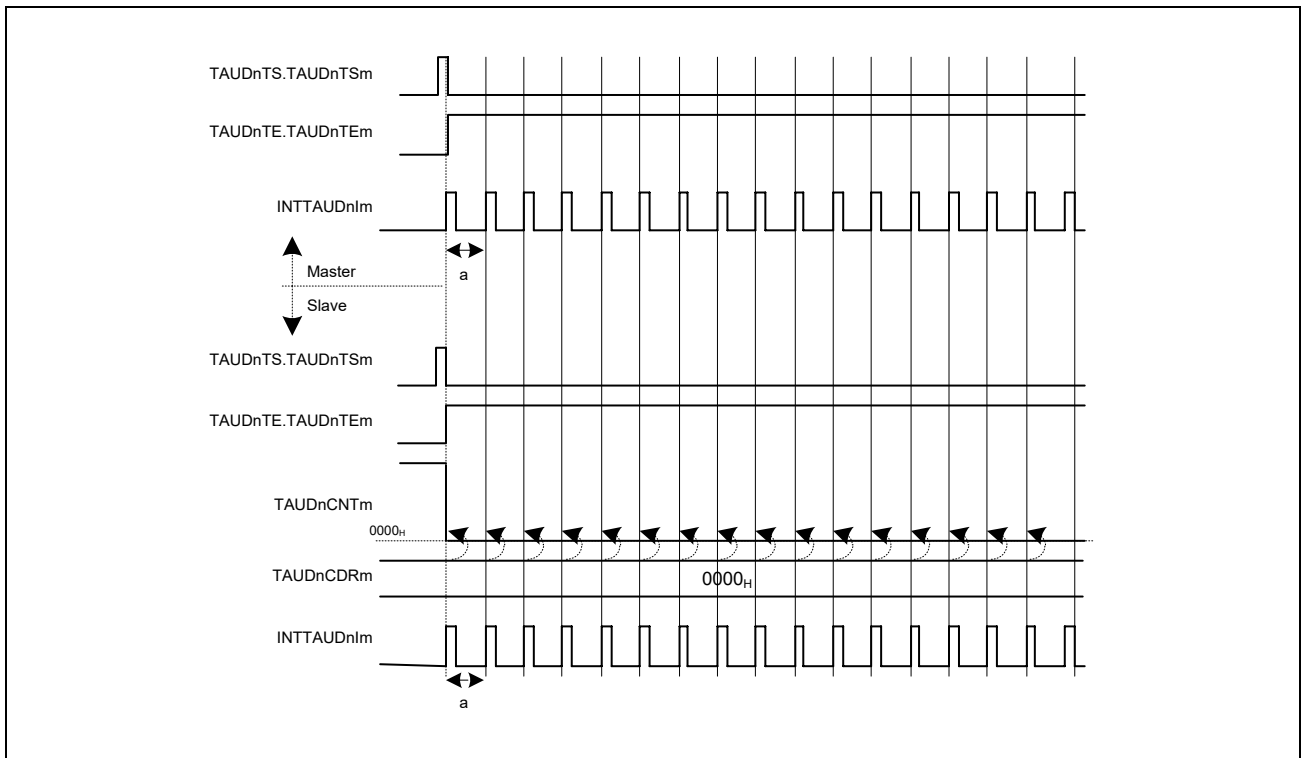 TAUDnTS.TAUDnTSm
TAUDnTE.TAUDnTEm
INTTAUDnIm
a
Master
Slave
TAUDnTS.TAUDnTSm
TAUDnTE.TAUDnTEm
TAUDnCNTm
0000H
TAUDnCDRm
0000H
INTTAUDnIm
a